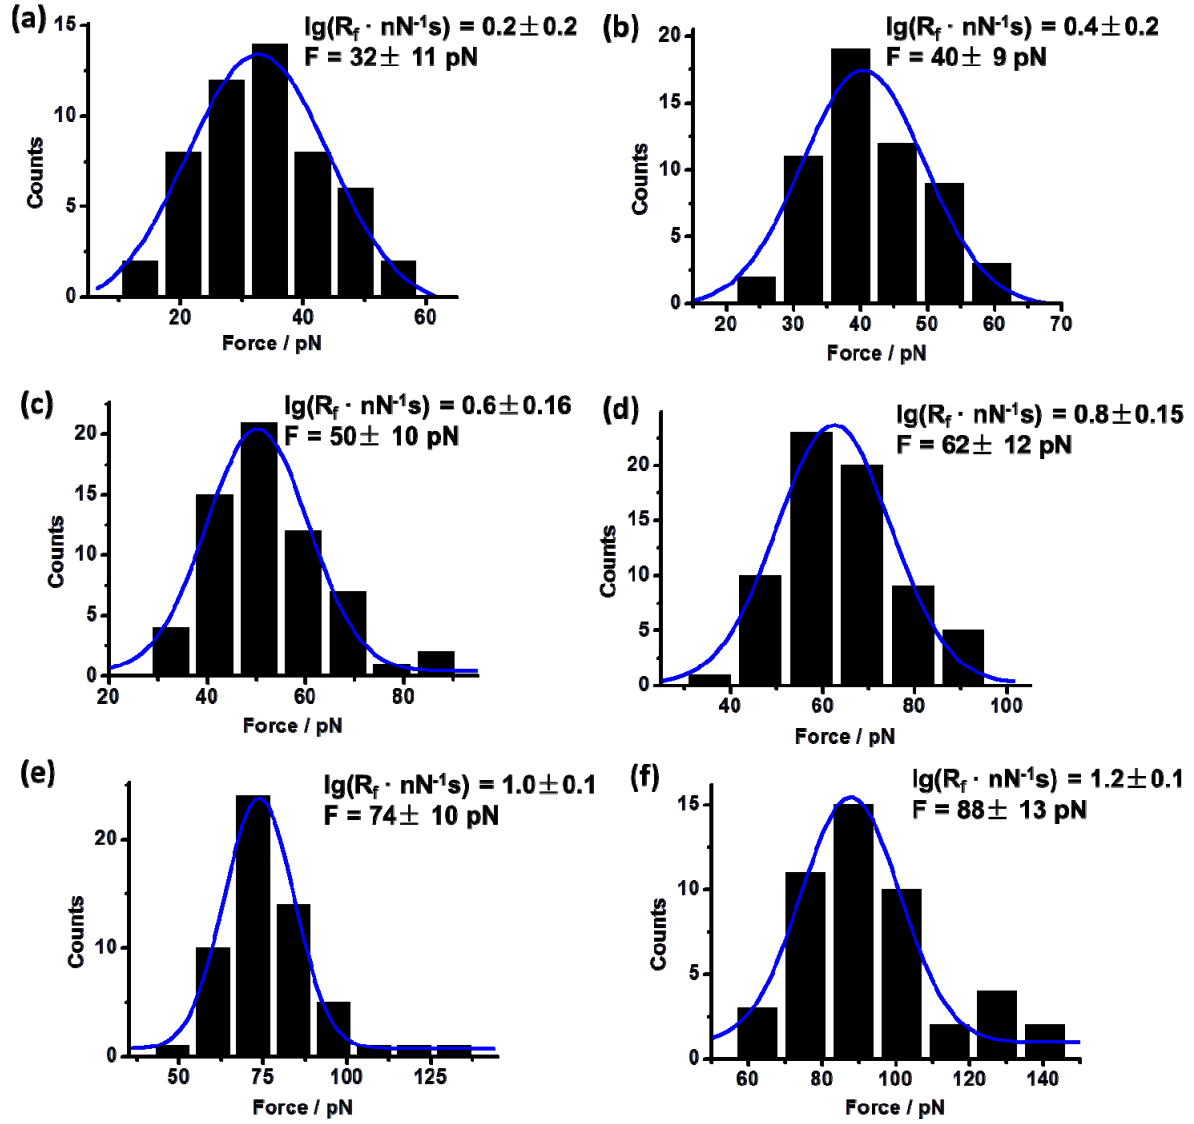 (a)
lg(Rf · nN-1s) = 0.2±0.2
F = 32± 11 pN
15
10
5
0
Counts
20 40 60
Force / pN
(b)
lg(Rf · nN-1s) = 0.4±0.2
F = 40± 9 pN
20
15
10
5
0
Counts
20 30 40 50 60 70
Force / pN
(c)
lg(Rf · nN-1s) = 0.6±0.16
F = 50± 10 pN
20
15
10
5
0
Counts
20 40 60 80
Force / pN
(d)
lg(Rf · nN-1s) = 0.8±0.15
F = 62± 12 pN
20
15
10
5
0
Counts
40 60 80 100
Force / pN
(e)
lg(Rf · nN-1s) = 1.0±0.1
F = 74± 10 pN
20
10
0
Counts
50 75 100 125
Force / pN
(f)
lg(Rf · nN-1s) = 1.2±0.1
F = 88± 13 pN
15
10
5
0
Counts
60 80 100 120 140
Force / pN